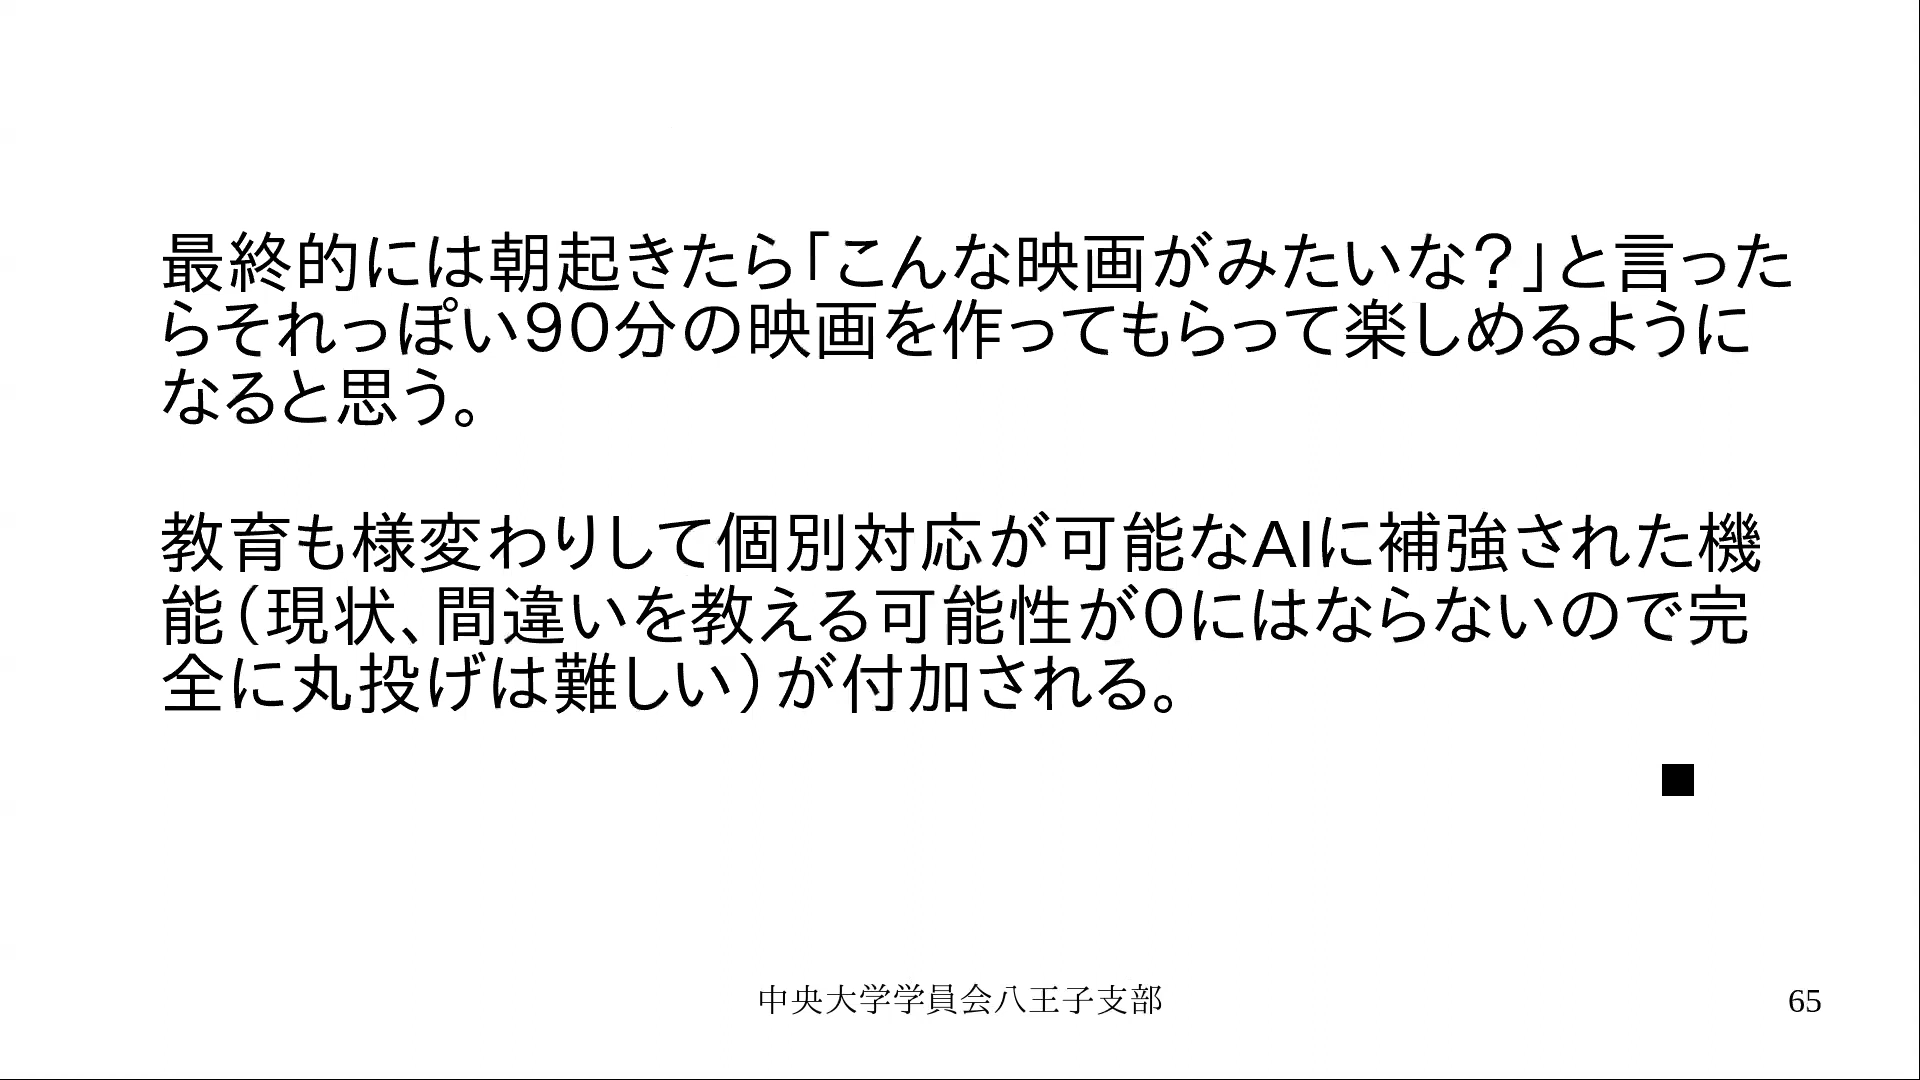 最終的には朝起きたら「こんな映画がみたいな？」と言った
らそれっぽい９０分の映画を作ってもらって楽しめるように
なると思う。
教育も様変わりして個別対応が可能なAIに補強された機
能（現状、間違いを教える可能性が０にはならないので完
全に丸投げは難しい）が付加される。
■
中央大学学員会八王子支部
65